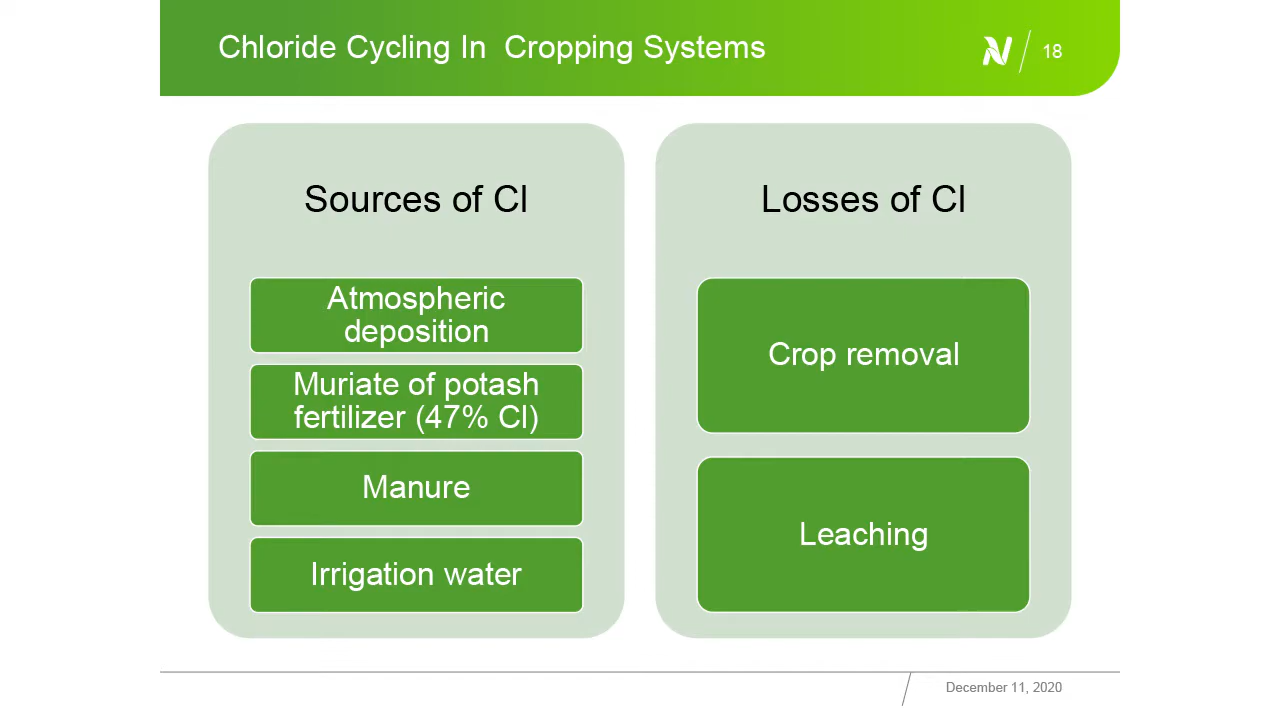 Chloride Cycling In  Cropping Systems
18
Sources of Cl
Atmospheric
deposition
Muriate of potash
fertilizer (47% Cl)
Manure
Irrigation water
Losses of Cl
Crop removal
Leaching
December 11, 2020